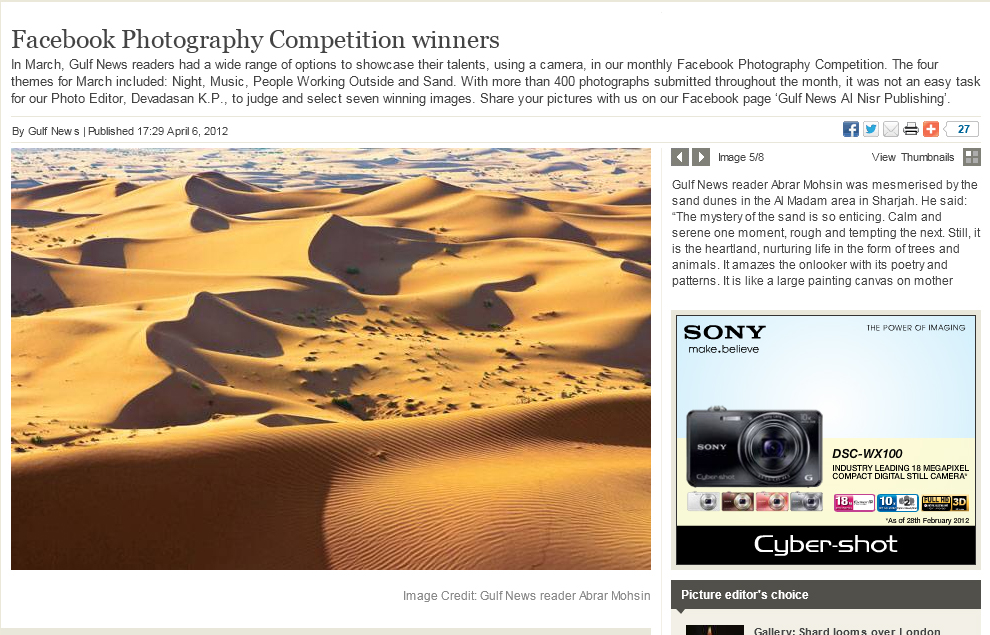 Facebook Photography Competition winners
In March, Gulf News readers had a wide range of options to showcase their talents, using a camera, in our monthly Facebook Photography Competition. The four
themes for March included: Night, Music, People Working Outside and Sand. With more than 400 photographs submitted throughout the month, it was not an easy task
for our Photo Editor, Devadasan K.P., to judge and select seven winning images. Share your pictures with us on our Facebook page ‘Gulf News Al Nisr Publishing’.
By Gulf News | Published 17:29 April 6, 2012
27
Image 5/8
View Thumbnails
Gulf News reader Abrar Mohsin was mesmerised by the
sand dunes in the Al Madam area in Sharjah. He said:
“The mystery of the sand is so enticing. Calm and
serene one moment, rough and tempting the next. Still, it
is the heartland, nurturing life in the form of trees and
animals. It amazes the onlooker with its poetry and
patterns. It is like a large painting canvas on mother
SONY
make.believe
THE POWER OF IMAGING
SONY
Cyber-shot
G
DSC-WX100
INDUSTRY LEADING 18 MEGAPIXEL
COMPACT DIGITAL STILL CAMERA*
18
10
2
FULL HD
3D
*As of 28th February 2012
Cyber-shot
Image Credit: Gulf News reader Abrar Mohsin
Picture editor's choice
Gallery: Shard looms over London